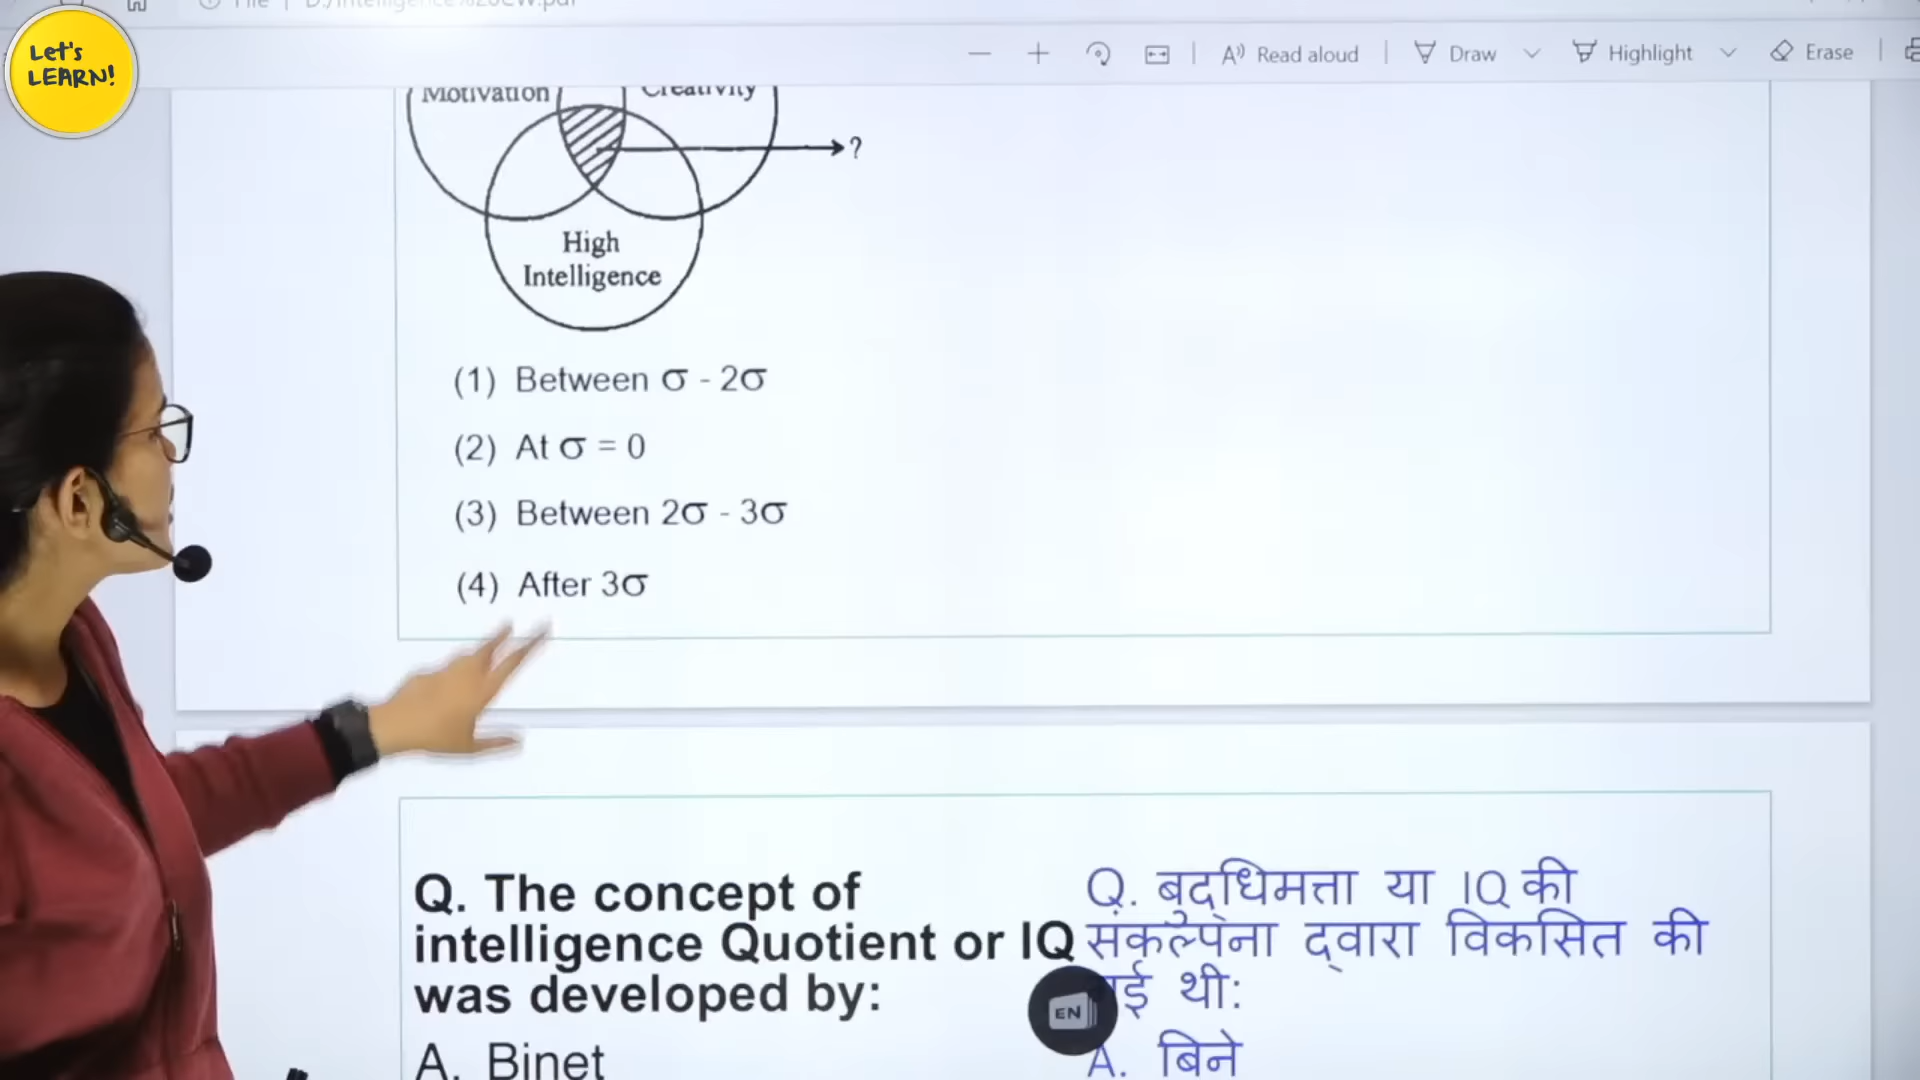 Let's
LEARN!
Read aloud
Draw
Highlight
Erase
Motivation
Creativity
?
High
Intelligence
(1) Between σ - 2σ
(2) At σ = 0
(3) Between 2σ - 3σ
(4) After 3σ
Q. The concept of
intelligence Quotient or IQ
was developed by:
A. Binet
Q. बुद्धिमत्ता या IQ की
संकल्पना द्वारा विकसित की
थी:
A. बिने
EN